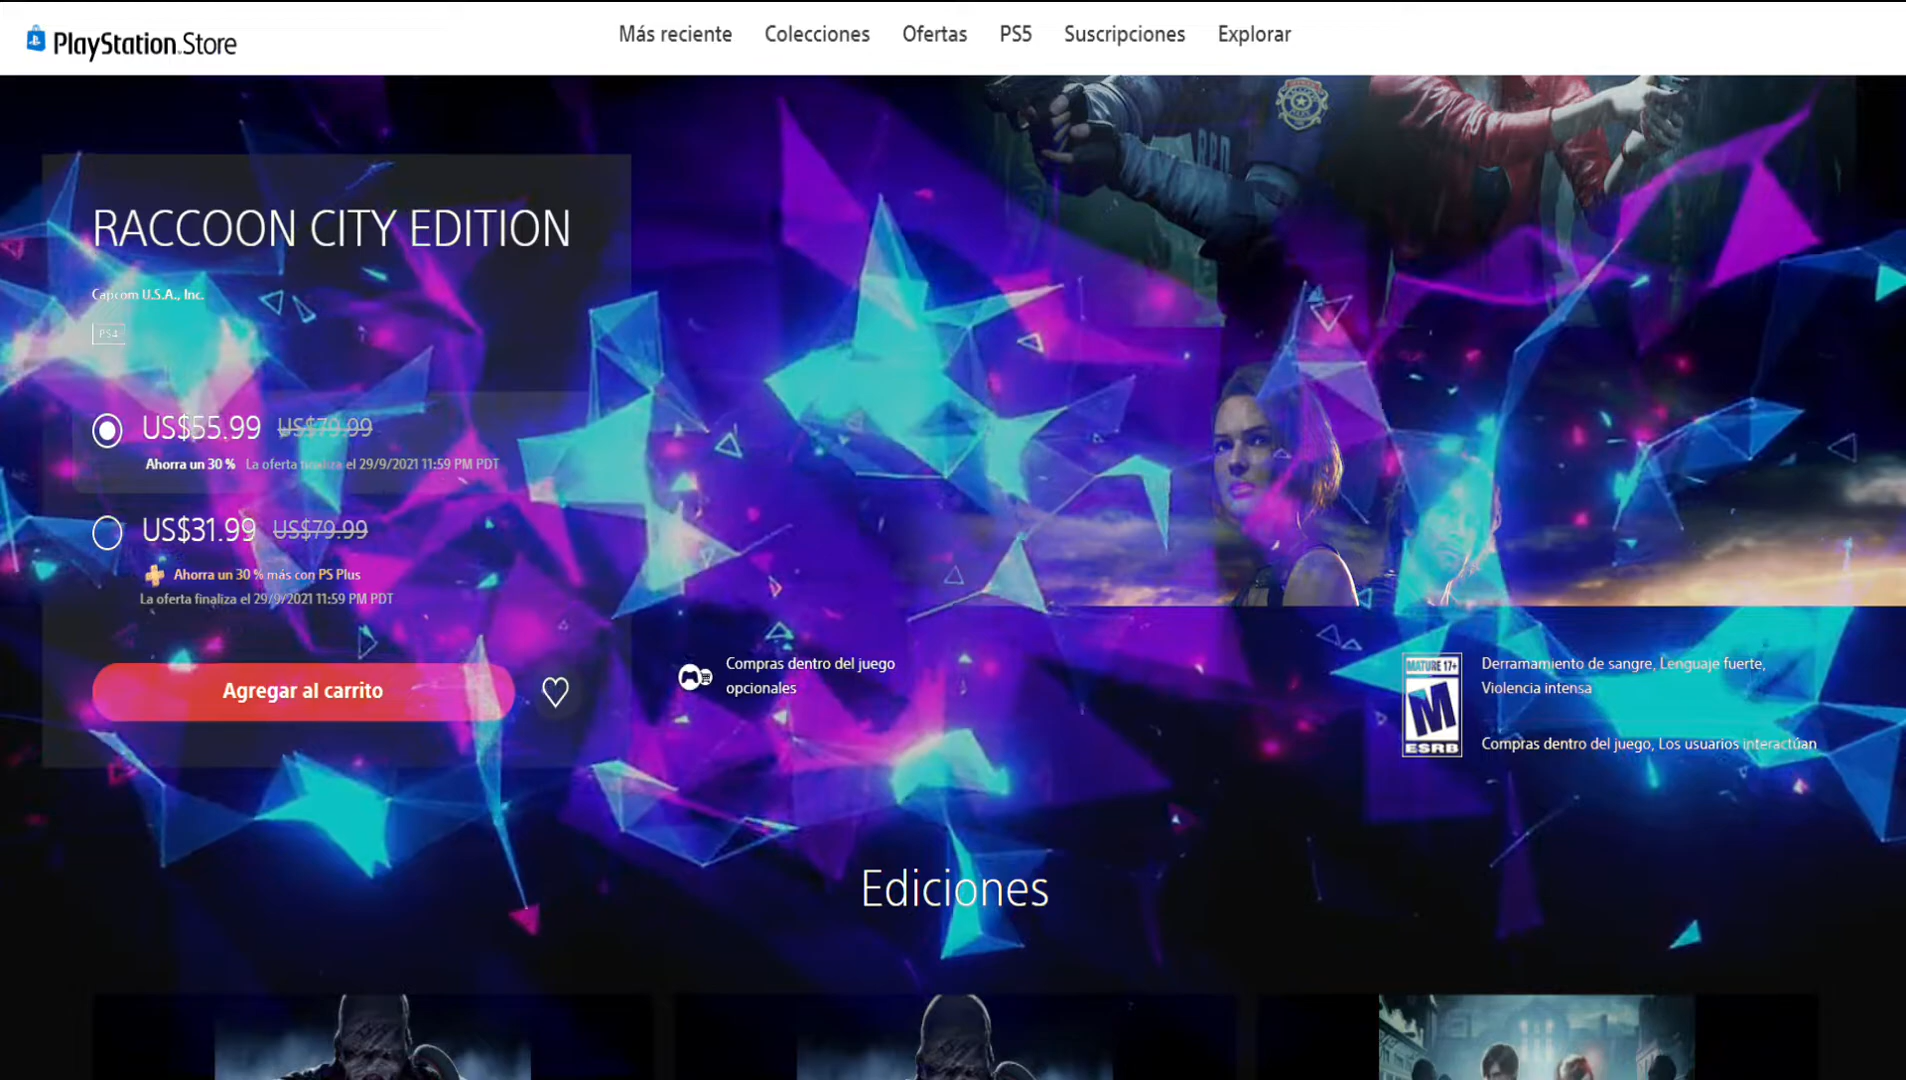 PlayStation.Store
Más reciente
Colecciones
Ofertas
PS5
Suscripciones
Explorar
RACCOON CITY EDITION
Capcom U.S.A., Inc.
PS4
US$55.99 US$79.99
Ahorra un 30 % La oferta finaliza el 29/9/2021 11:59 PM PDT
US$31.99 US$79.99
Ahorra un 30 % más con PS Plus
La oferta finaliza el 29/9/2021 11:59 PM PDT
Agregar al carrito
Compras dentro del juego
opcionales
MATURE 17+
M
ESRB
Derramamiento de sangre, Lenguaje fuerte,
Violencia intensa
Compras dentro del juego, Los usuarios interactúan
R.P.D.
Ediciones